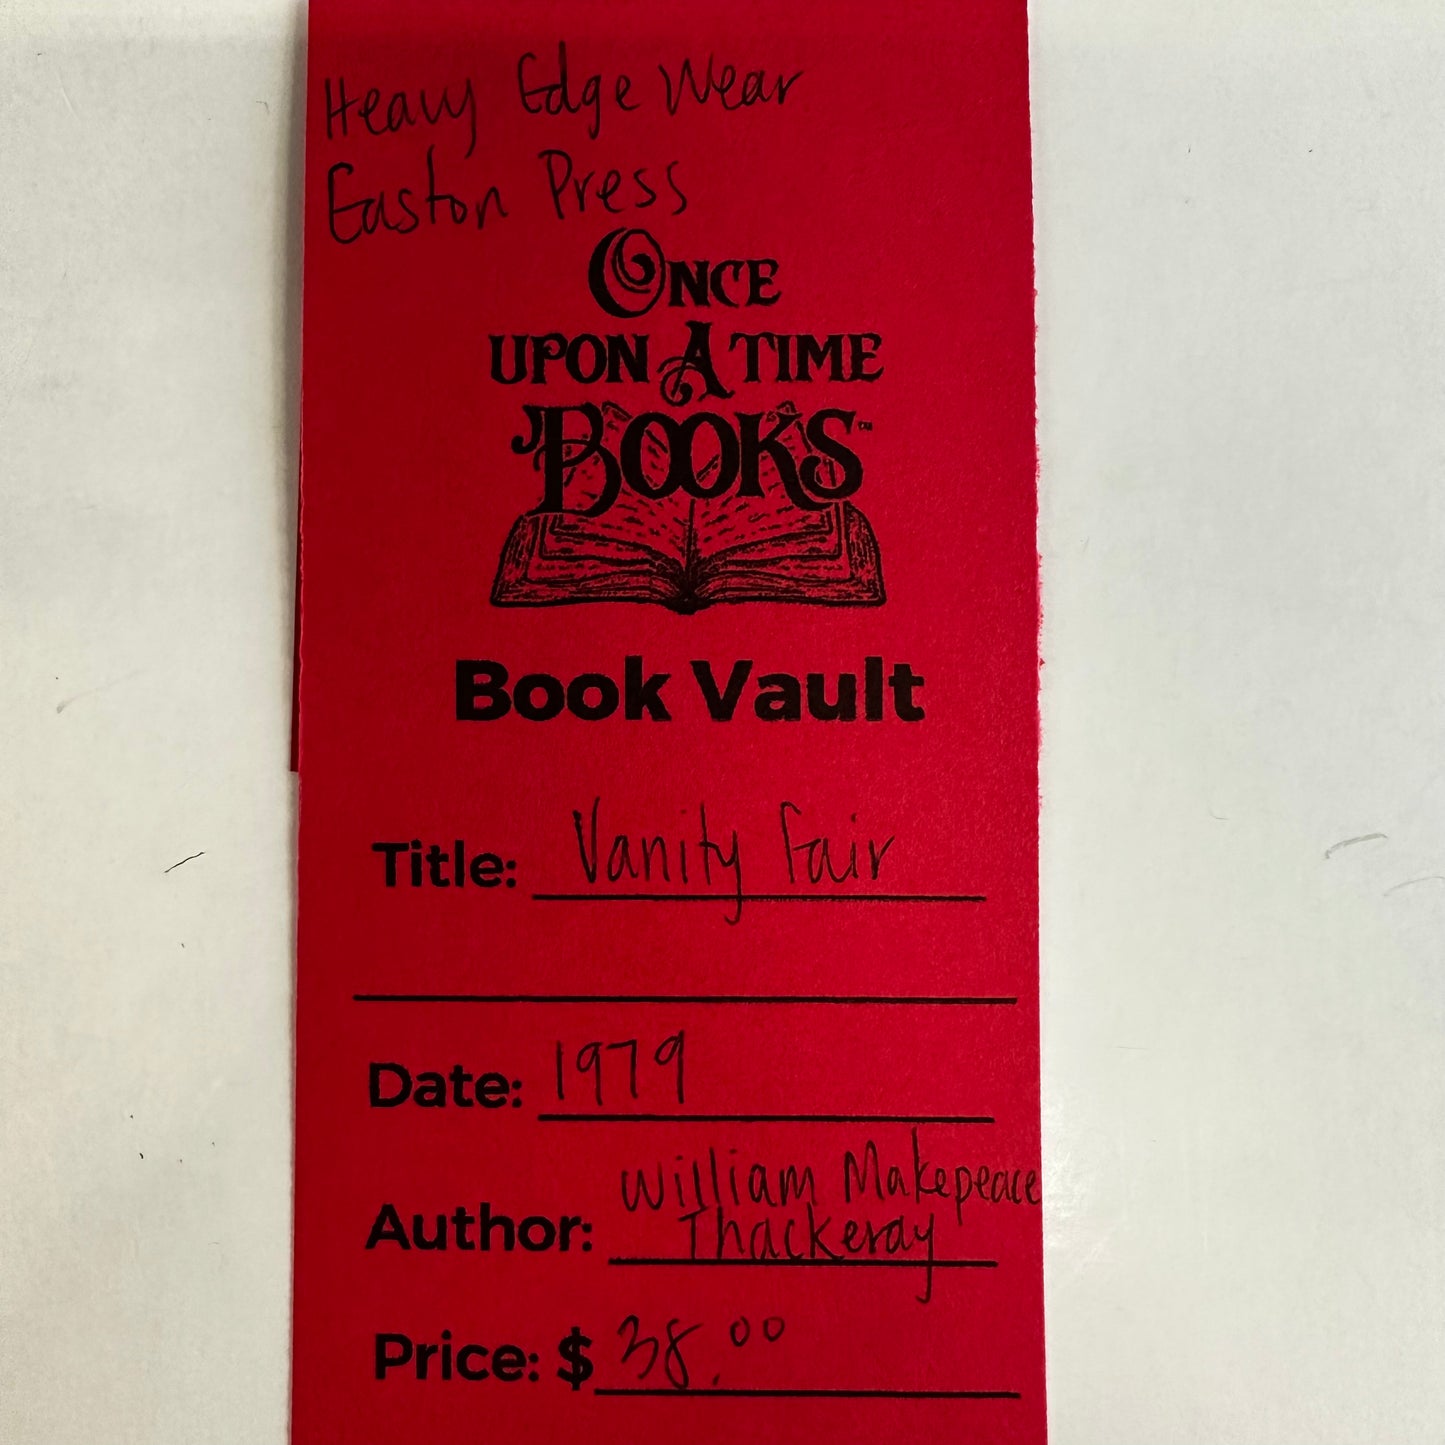 Heavy Edge Wear
Easton Press
ONCE
UPON A TIME
BOOKS™
Book Vault
Title: Vanity Fair
Date: 1979
William Makepeace
Author: Thackeray
Price: $ 38.00